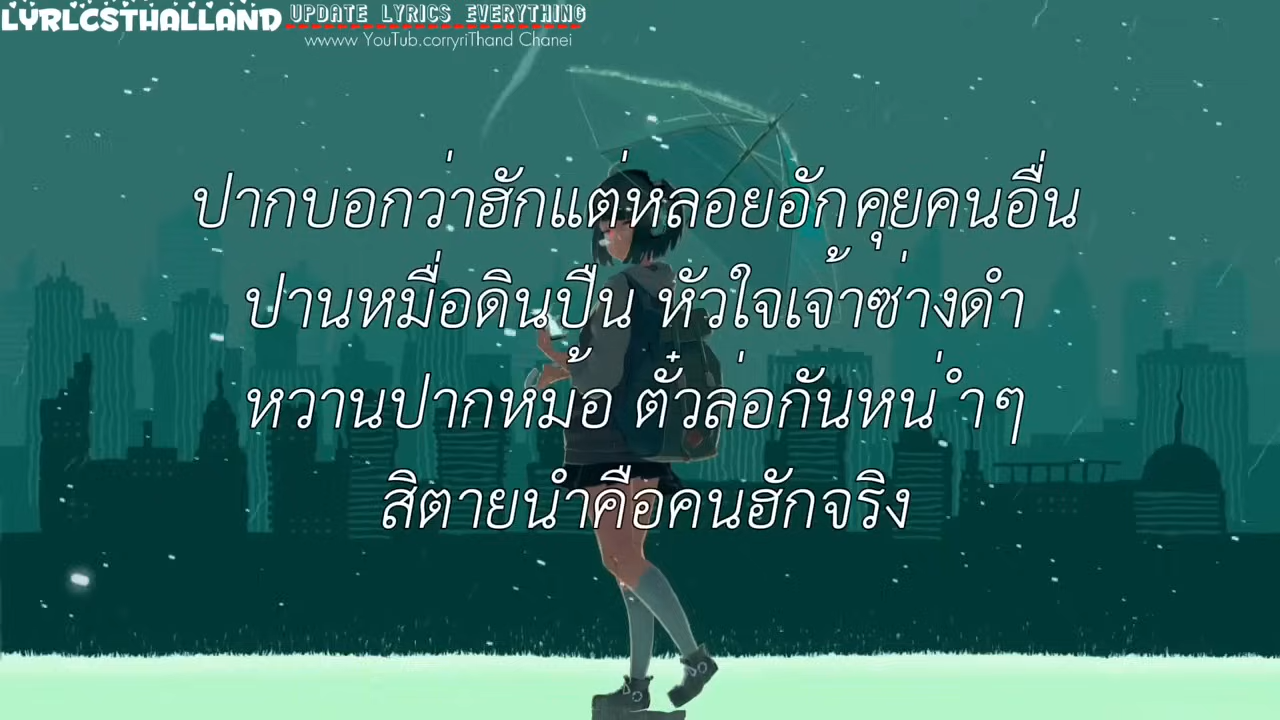 LYRLCSTHALLAND UPDATE LYRICS EVERYTHING
wwww YouTub.corryriThand Chanei
ปากบอกว่าฮักแต่หลอยอัก้คุยคนอื่น
ปานหมื่อดินปืน หัวใจเจ้าซ่างดำ
หวานปากหม้อ ตั๋วล่อกันหน่ ำๆ
สิตายนำคือคนฮักจริง